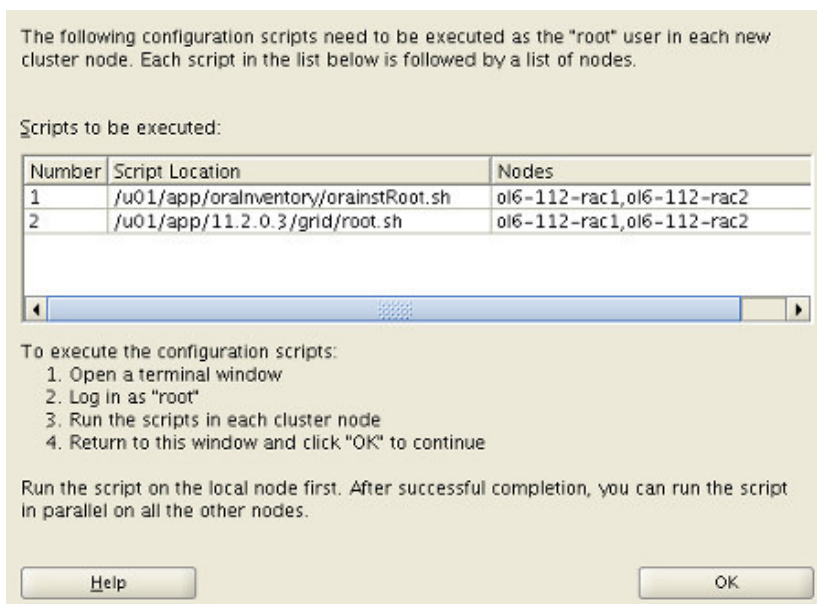 The following configuration scripts need to be executed as the "root" user in each new
cluster node. Each script in the list below is followed by a list of nodes.
Scripts to be executed:
Number Script Location Nodes
1 /u01/app/oraInventory/orainstRoot.sh ol6-112-rac1,ol6-112-rac2
2 /u01/app/11.2.0.3/grid/root.sh ol6-112-rac1,ol6-112-rac2
To execute the configuration scripts:
1. Open a terminal window
2. Log in as "root"
3. Run the scripts in each cluster node
4. Return to this window and click "OK" to continue
Run the script on the local node first. After successful completion, you can run the script
in parallel on all the other nodes.
Help OK